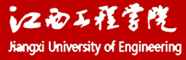 江西工程学院
Jiangxi University of Engineering